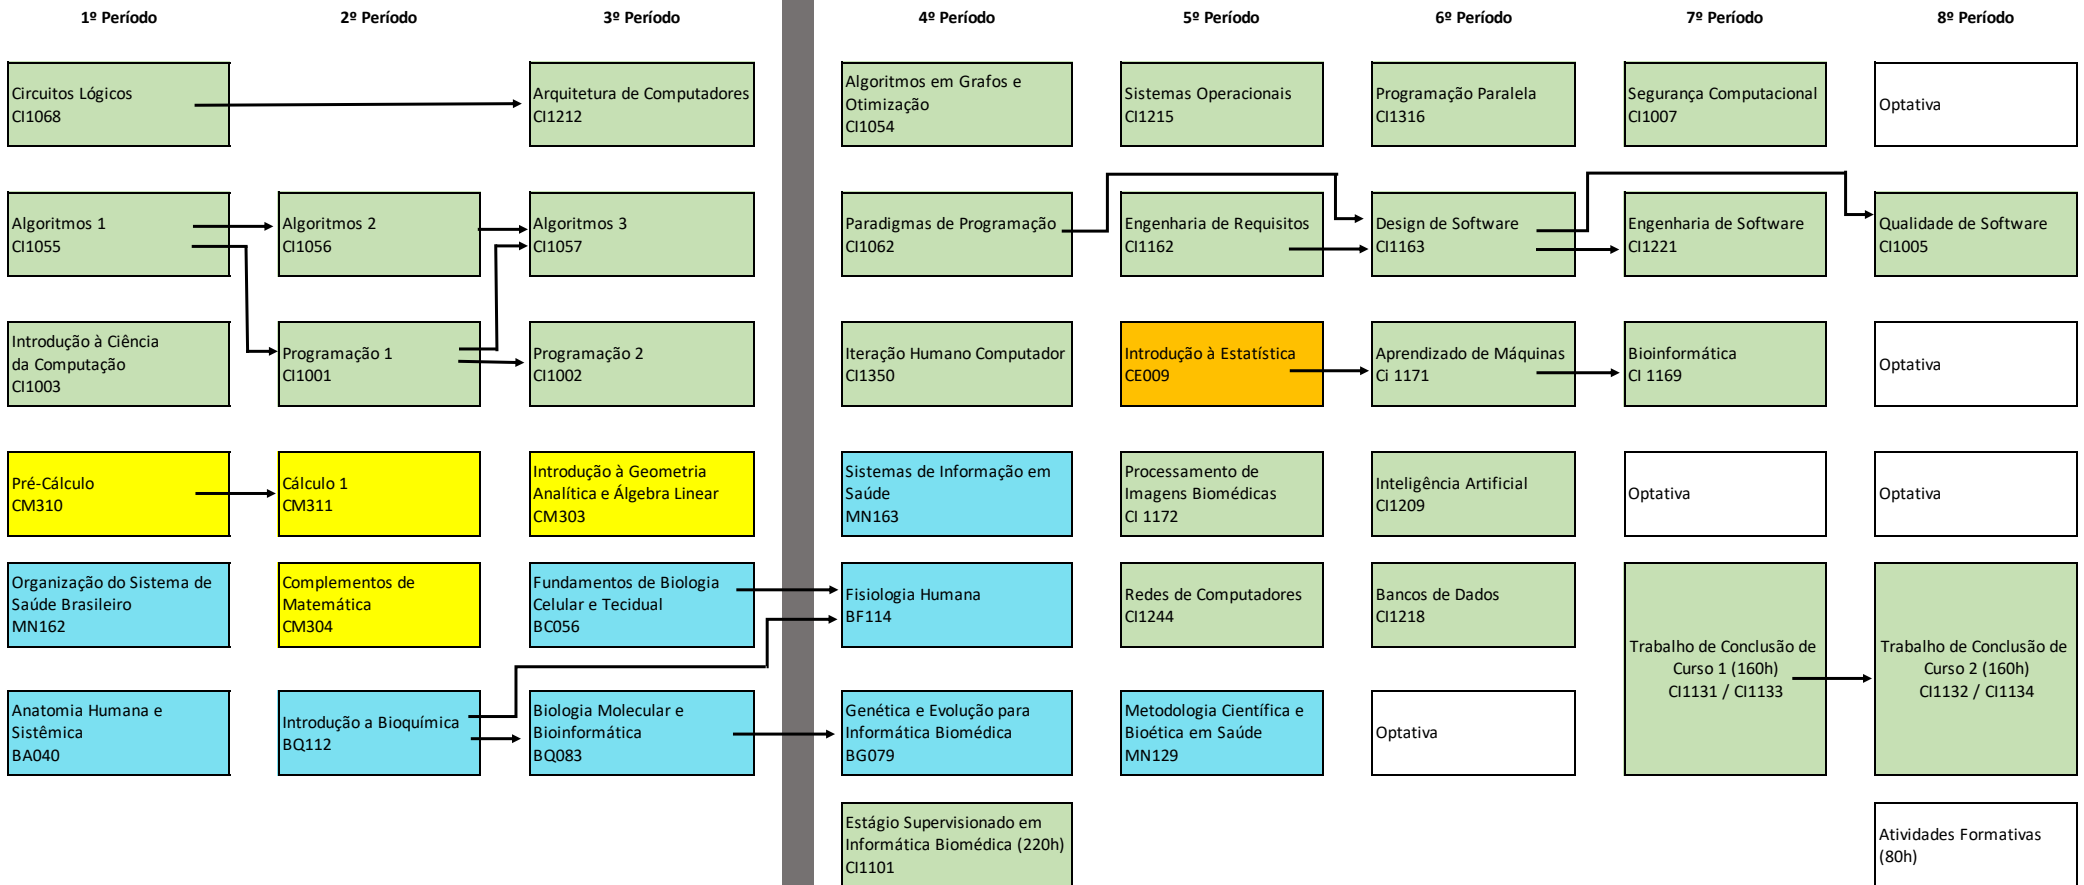 1º Período
2º Período
3º Período
4º Período
5º Período
6º Período
7º Período
8º Período
Circuitos Lógicos
CI1068
Arquitetura de Computadores
CI1212
Algoritmos em Grafos e
Otimização
CI1054
Sistemas Operacionais
CI1215
Programação Paralela
CI1316
Segurança Computacional
CI1007
Optativa
Algoritmos 1
CI1055
Algoritmos 2
CI1056
Algoritmos 3
CI1057
Paradigmas de Programação
CI1062
Engenharia de Requisitos
CI1162
Design de Software
CI1163
Engenharia de Software
CI1221
Qualidade de Software
CI1005
Introdução à Ciência
da Computação
CI1003
Programação 1
CI1001
Programação 2
CI1002
Iteração Humano Computador
CI1350
Introdução à Estatística
CE009
Aprendizado de Máquinas
Ci 1171
Bioinformática
CI 1169
Optativa
Pré-Cálculo
CM310
Cálculo 1
CM311
Introdução à Geometria
Analítica e Álgebra Linear
CM303
Sistemas de Informação em
Saúde
MN163
Processamento de
Imagens Biomédicas
CI 1172
Inteligência Artificial
CI1209
Optativa
Optativa
Organização do Sistema de
Saúde Brasileiro
MN162
Complementos de
Matemática
CM304
Fundamentos de Biologia
Celular e Tecidual
BC056
Fisiologia Humana
BF114
Redes de Computadores
CI1244
Bancos de Dados
CI1218
Trabalho de Conclusão de
Curso 1 (160h)
CI1131 / CI1133
Trabalho de Conclusão de
Curso 2 (160h)
CI1132 / CI1134
Anatomia Humana e
Sistêmica
BA040
Introdução a Bioquímica
BQ112
Biologia Molecular e
Bioinformática
BQ083
Genética e Evolução para
Informática Biomédica
BG079
Metodologia Científica e
Bioética em Saúde
MN129
Optativa
Estágio Supervisionado em
Informática Biomédica (220h)
CI1101
Atividades Formativas
(80h)